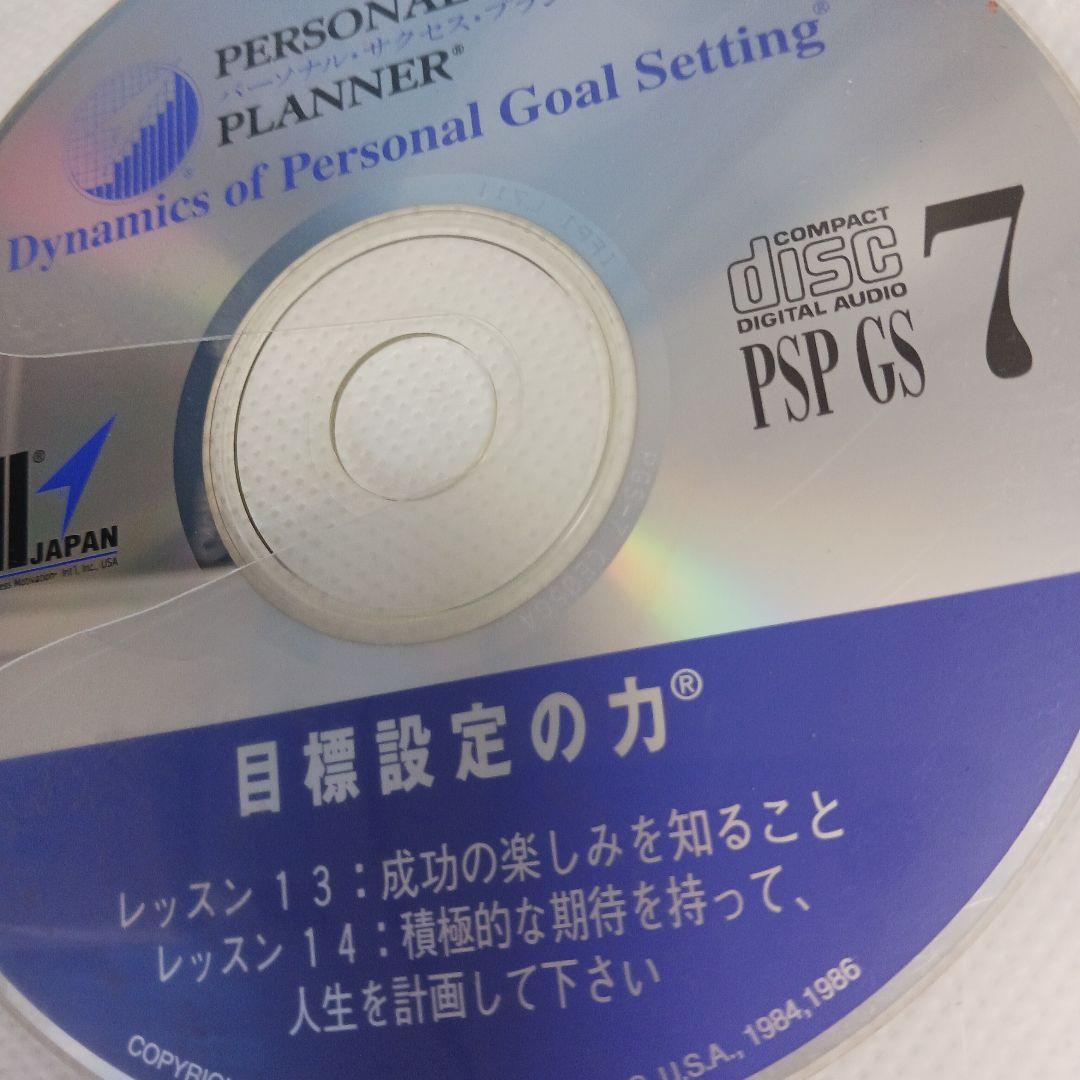 PERSONAL
パーソナル・サクセス・プラン
PLANNER®
Dynamics of Personal Goal Setting®
COMPACT
disc
DIGITAL AUDIO
7
PSP GS
®
JAPAN
Motivation Int'l, Inc., USA
目標設定の力®
レッスン13：成功の楽しみを知ること
レッスン14：積極的な期待を持って、
人生を計画して下さい
U.S.A., 1984,1986